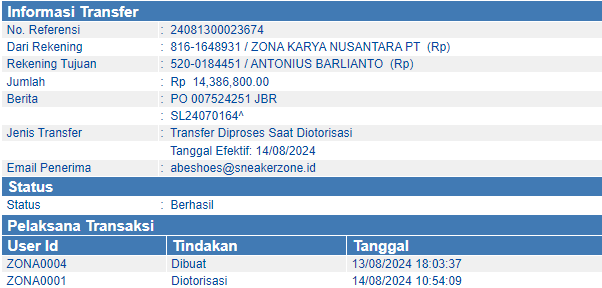 Informasi Transfer
No. Referensi : 24081300023674
Dari Rekening : 816-1648931 / ZONA KARYA NUSANTARA PT (Rp)
Rekening Tujuan : 520-0184451 / ANTONIUS BARLIANTO (Rp)
Jumlah : Rp 14,386,800.00
Berita : PO 007524251 JBR
: SL24070164^
Jenis Transfer : Transfer Diproses Saat Diotorisasi
Tanggal Efektif: 14/08/2024
Email Penerima : abeshoes@sneakerzone.id
Status
Status : Berhasil
Pelaksana Transaksi
User Id Tindakan Tanggal
ZONA0004 Dibuat 13/08/2024 18:03:37
ZONA0001 Diotorisasi 14/08/2024 10:54:09